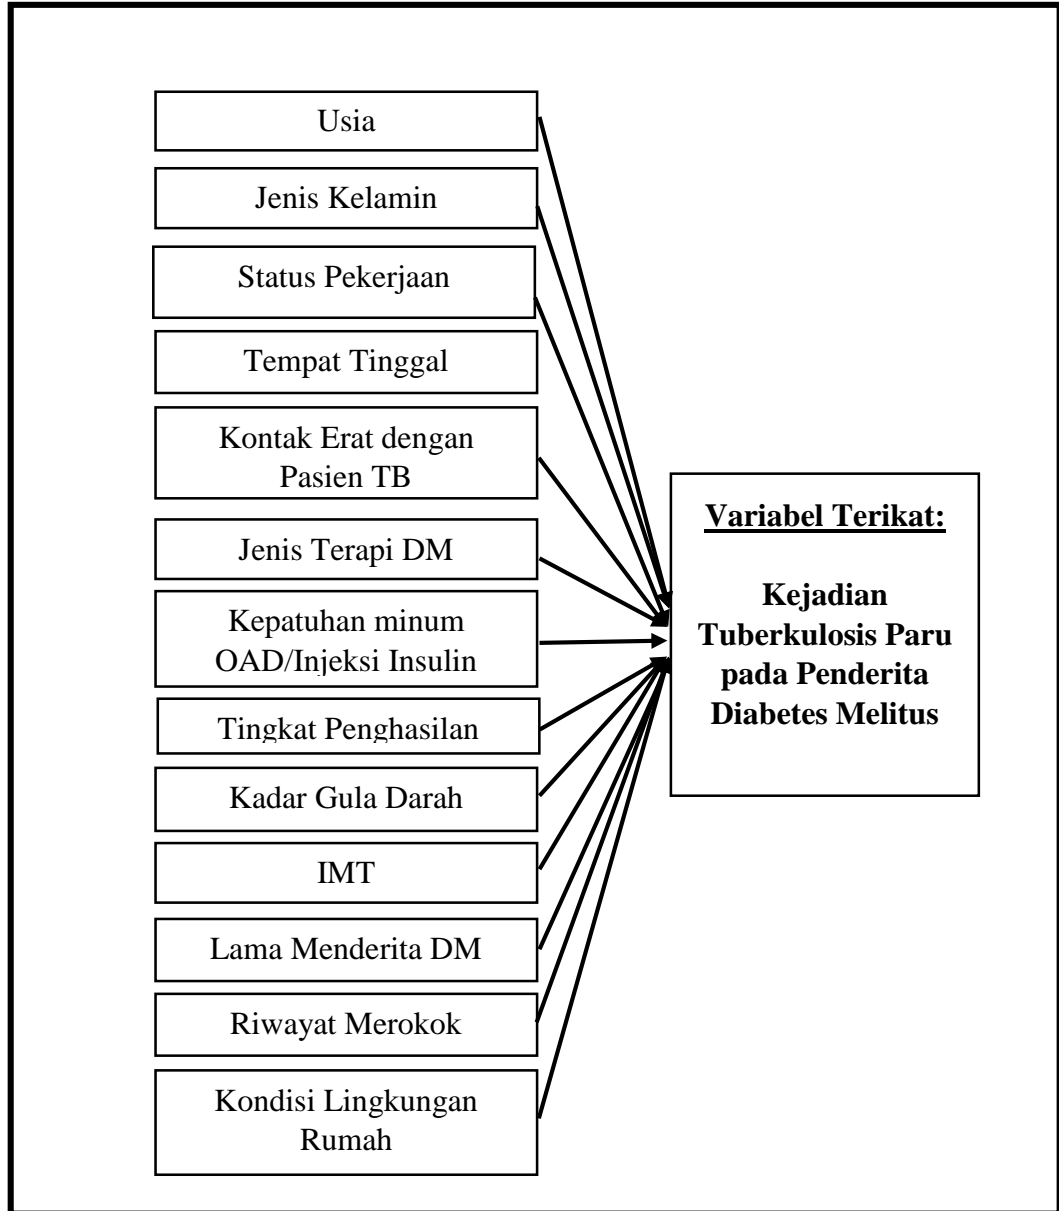 Usia
Jenis Kelamin
Status Pekerjaan
Tempat Tinggal
Kontak Erat dengan
Pasien TB
Jenis Terapi DM
Kepatuhan minum
OAD/Injeksi Insulin
Tingkat Penghasilan
Kadar Gula Darah
IMT
Lama Menderita DM
Riwayat Merokok
Kondisi Lingkungan
Rumah
Variabel Terikat:
Kejadian
Tuberkulosis Paru
pada Penderita
Diabetes Melitus